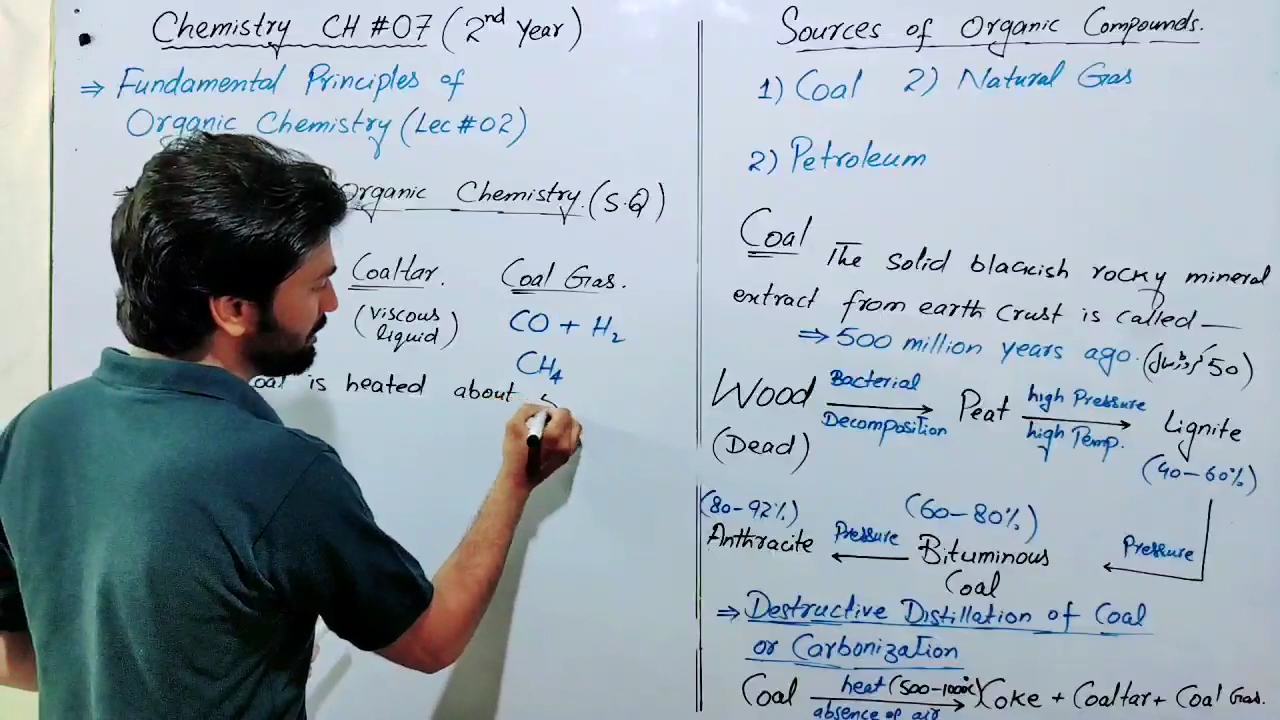 Chemistry CH #07 (2nd Year)
⇒ Fundamental Principles of
Organic Chemistry (Lec #02)
Organic Chemistry. (S.Q)
Coaltar. Coal Gas.
(viscous liquid) CO + H2
CH4
is heated about
Sources of Organic Compounds.
1) Coal 2) Natural Gas
2) Petroleum
Coal The solid blackish rocky mineral
extract from earth crust is called —
⇒ 500 million years ago.
Wood Bacterial Decomposition Peat high Pressure high Temp. Lignite
(Dead) (40-60%)
(80-92%) (60-80%)
Anthracite Pressure Bituminous Pressure
Coal
⇒ Destructive Distillation of Coal
or Carbonization
Coal heat (500-1000°C) absence of air Coke + Coaltar + Coal Gas.